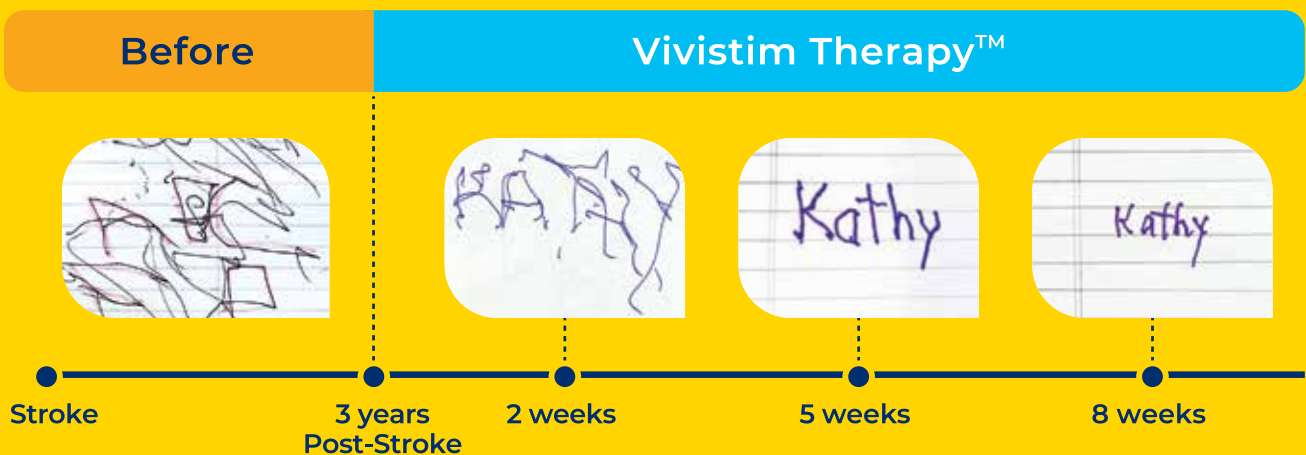 Before
Vivistim Therapy™
KATHY
Kathy
Kathy
Stroke
3 years
Post-Stroke
2 weeks
5 weeks
8 weeks